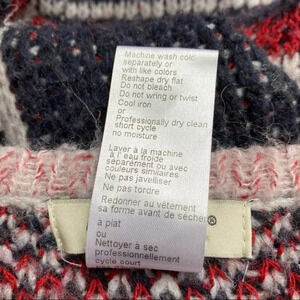 Machine wash cold
separately or
with like colors
Reshape dry flat
Do not bleach
Do not wring or twist
Cool iron
or
Professionally dry clean
short cycle
no moisture
Laver à la machine
à l' eau froide
séparément ou avec
couleurs similaires
Ne pas javelliser
Ne pas tordre
Redonner au vêtement
sa forme avant de sécher
à plat
ou
Nettoyer à sec
professionnellement
cycle court
®